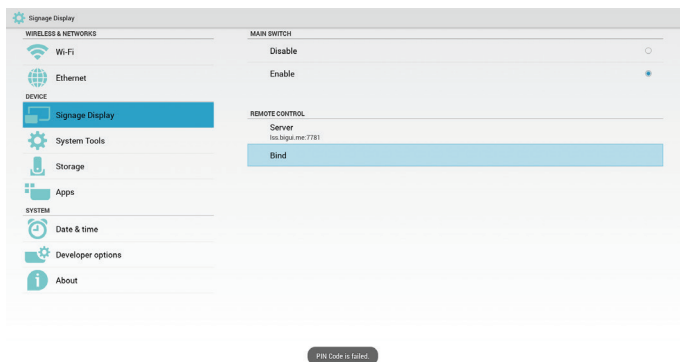 Signage Display
WIRELESS & NETWORKS
Wi-Fi
Ethernet
DEVICE
Signage Display
System Tools
Storage
Apps
SYSTEM
Date & time
Developer options
About
MAIN SWITCH
Disable
Enable
REMOTE CONTROL
Server
lss.bigui.me:7781
Bind
PIN Code is failed.